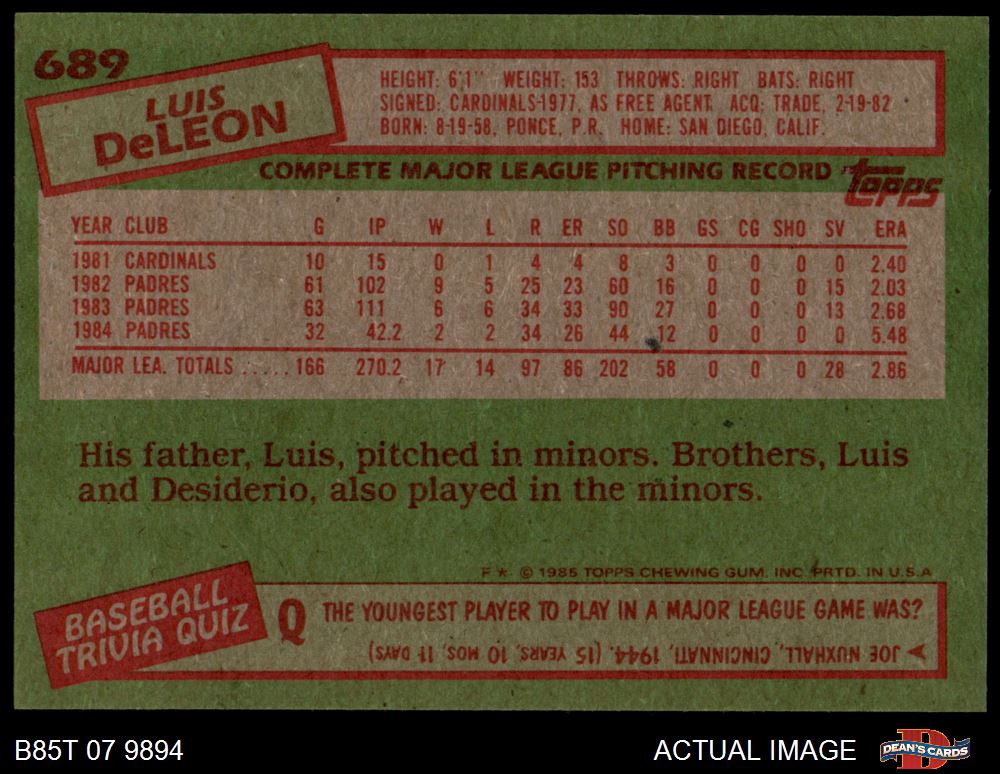 689
LUIS
DeLEON
HEIGHT: 6'1" WEIGHT: 153 THROWS: RIGHT BATS: RIGHT
SIGNED: CARDINALS-1977, AS FREE AGENT. ACQ: TRADE, 2-19-82
BORN: 8-19-58, PONCE, P.R. HOME: SAN DIEGO, CALIF.
COMPLETE MAJOR LEAGUE PITCHING RECORD
topps
YEAR CLUB G IP W L R ER SO BB GS CG SHO SV ERA
1981 CARDINALS 10 15 0 1 4 4 8 3 0 0 0 0 2.40
1982 PADRES 61 102 9 5 25 23 60 16 0 0 0 15 2.03
1983 PADRES 63 111 6 6 34 33 90 27 0 0 0 13 2.68
1984 PADRES 32 42.2 2 2 34 26 44 12 0 0 0 0 5.48
MAJOR LEA. TOTALS ..... 166 270.2 17 14 97 86 202 58 0 0 0 28 2.86
His father, Luis, pitched in minors. Brothers, Luis
and Desiderio, also played in the minors.
F * © 1985 TOPPS CHEWING GUM, INC. PRTD. IN U.S.A.
BASEBALL
TRIVIA QUIZ
Q THE YOUNGEST PLAYER TO PLAY IN A MAJOR LEAGUE GAME WAS?
JOE NUXHALL, CINCINNATI, 1944. (15 YEARS, 10 MOS, 11 DAYS)
B85T 07 9894
ACTUAL IMAGE
DEAN'S CARDS